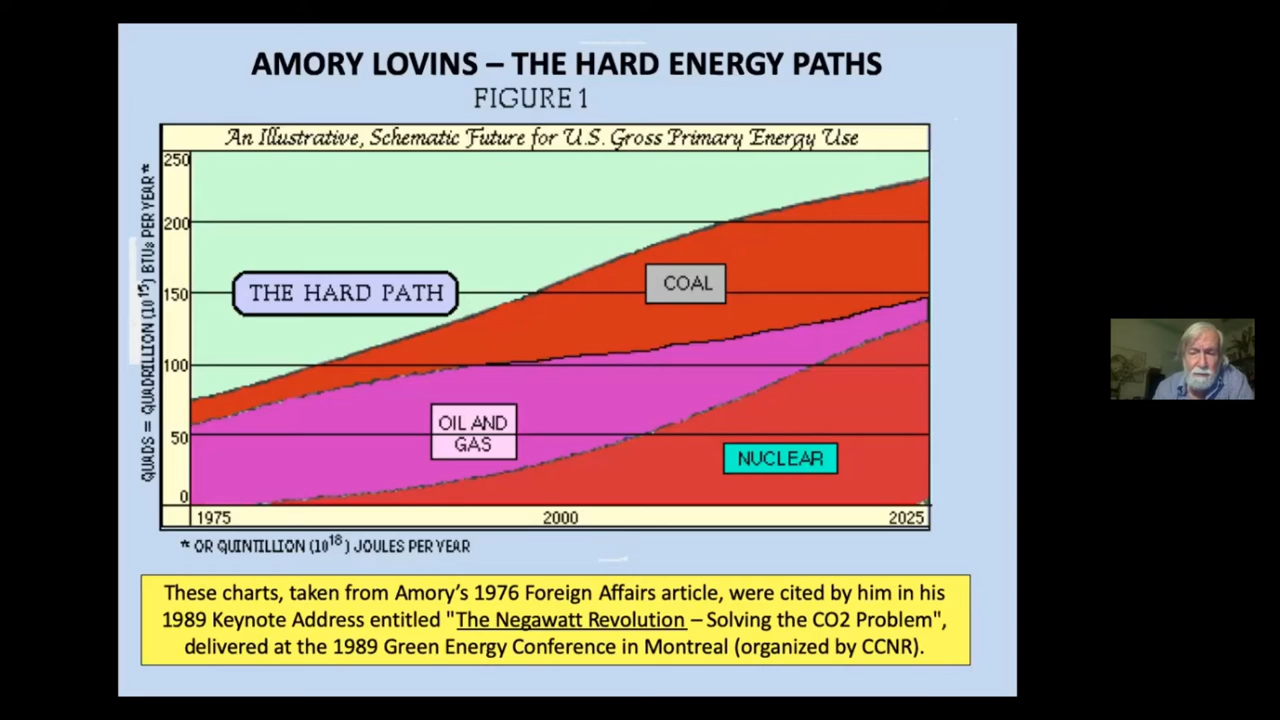 AMORY LOVINS – THE HARD ENERGY PATHS
FIGURE 1
An Illustrative, Schematic Future for U.S. Gross Primary Energy Use
QUADS = QUADRILLION (10¹⁵) BTUs PER YEAR*
250
200
150
100
50
0
THE HARD PATH
COAL
OIL AND
GAS
NUCLEAR
1975
2000
2025
* OR QUINTILLION (10¹⁸) JOULES PER YEAR
These charts, taken from Amory's 1976 Foreign Affairs article, were cited by him in his
1989 Keynote Address entitled "The Negawatt Revolution – Solving the CO2 Problem",
delivered at the 1989 Green Energy Conference in Montreal (organized by CCNR).